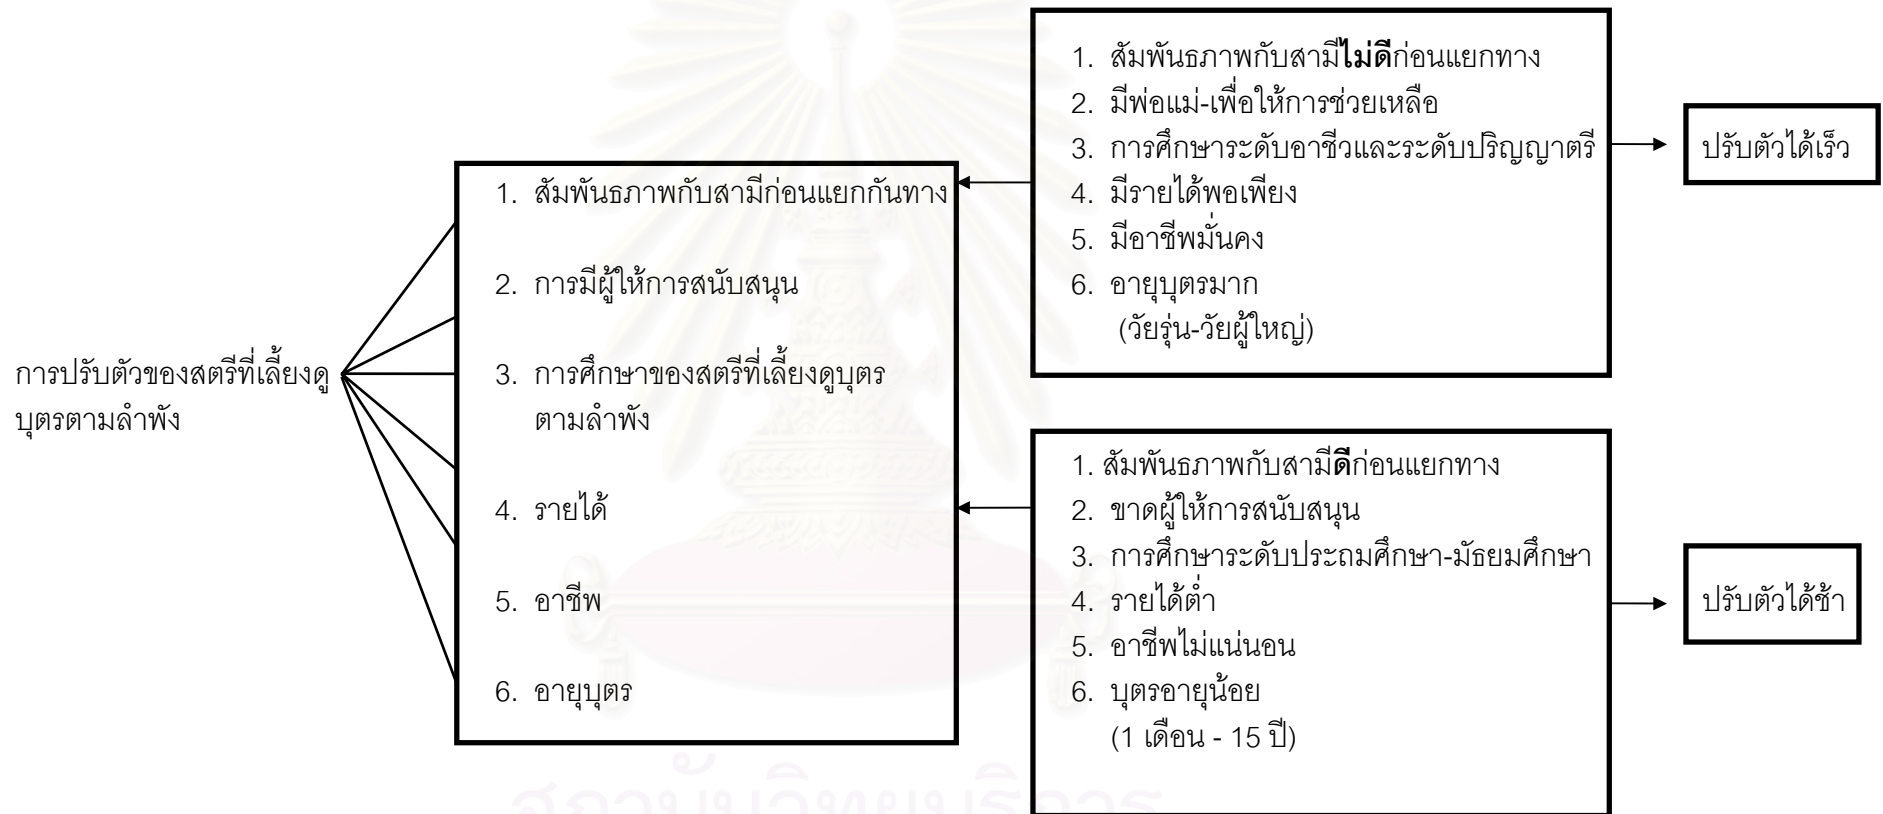 การปรับตัวของสตรีที่เลี้ยงดู
บุตรตามลำพัง
1. สัมพันธภาพกับสามีก่อนแยกกันทาง
2. การมีผู้ให้การสนับสนุน
3. การศึกษาของสตรีที่เลี้ยงดูบุตร
ตามลำพัง
4. รายได้
5. อาชีพ
6. อายุบุตร
1. สัมพันธภาพกับสามีไม่ดีก่อนแยกทาง
2. มีพ่อแม่-เพื่อให้การช่วยเหลือ
3. การศึกษาระดับอาชีวและระดับปริญญาตรี
4. มีรายได้พอเพียง
5. มีอาชีพมั่นคง
6. อายุบุตรมาก
(วัยรุ่น-วัยผู้ใหญ่)
ปรับตัวได้เร็ว
1. สัมพันธภาพกับสามีดีก่อนแยกทาง
2. ขาดผู้ให้การสนับสนุน
3. การศึกษาระดับประถมศึกษา-มัธยมศึกษา
4. รายได้ต่ำ
5. อาชีพไม่แน่นอน
6. บุตรอายุน้อย
(1 เดือน - 15 ปี)
ปรับตัวได้ช้า
สถาบันวิทยบริการ